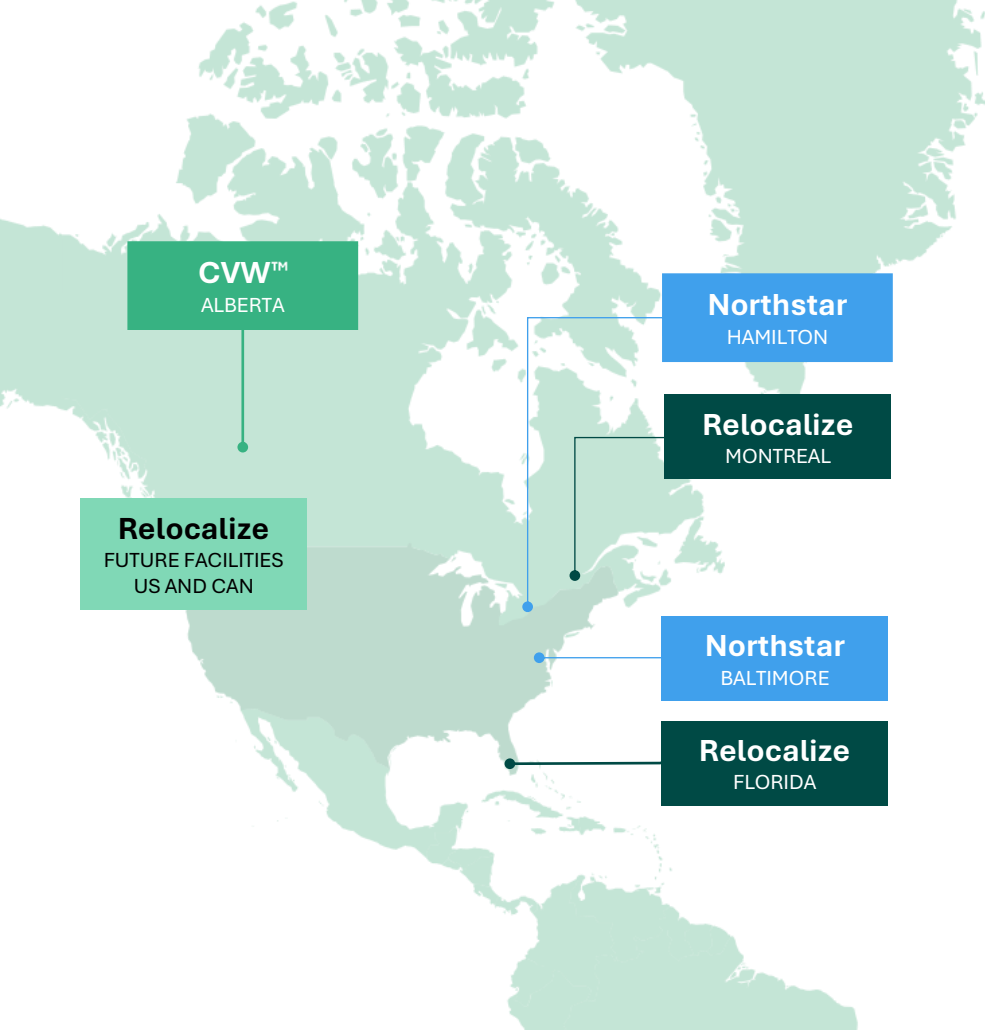 CVW™
ALBERTA
Northstar
HAMILTON
Relocalize
MONTREAL
Relocalize
FUTURE FACILITIES
US AND CAN
Northstar
BALTIMORE
Relocalize
FLORIDA